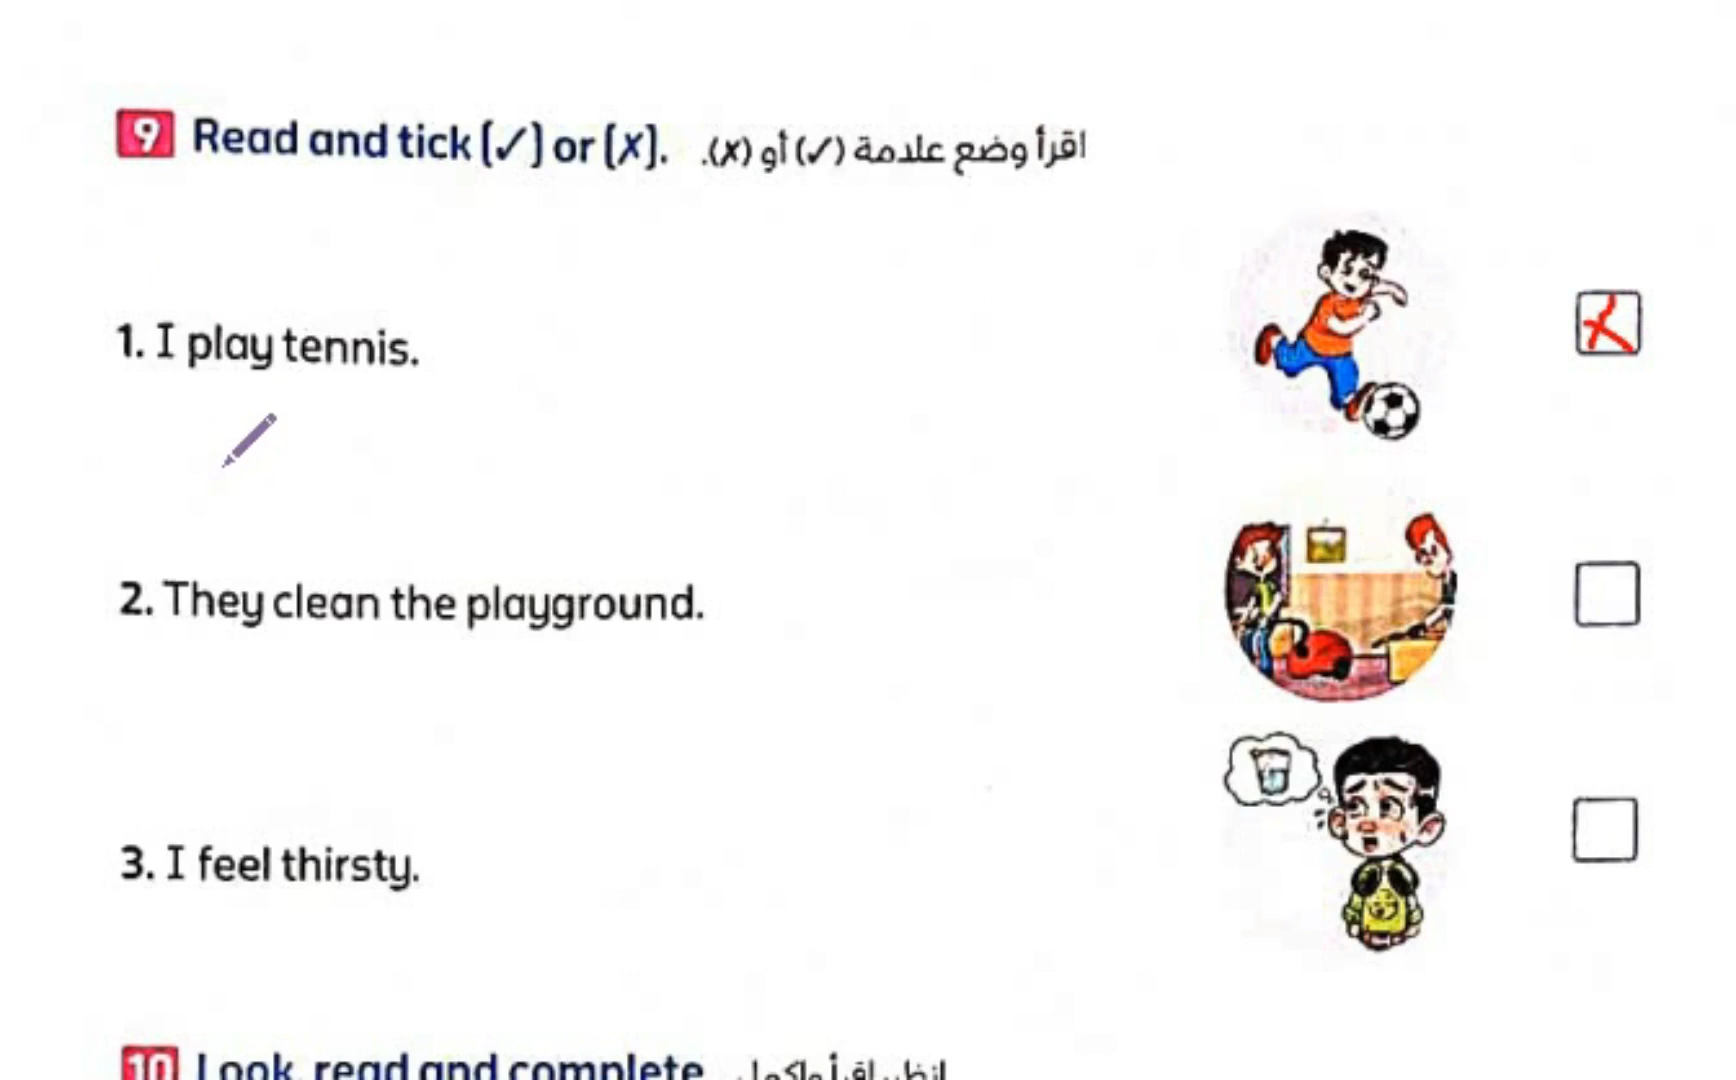 9 Read and tick (✓) or (✗). اقرأ وضع علامة (✓) أو (✗).
1. I play tennis.
2. They clean the playground.
3. I feel thirsty.
10 Look, read and complete